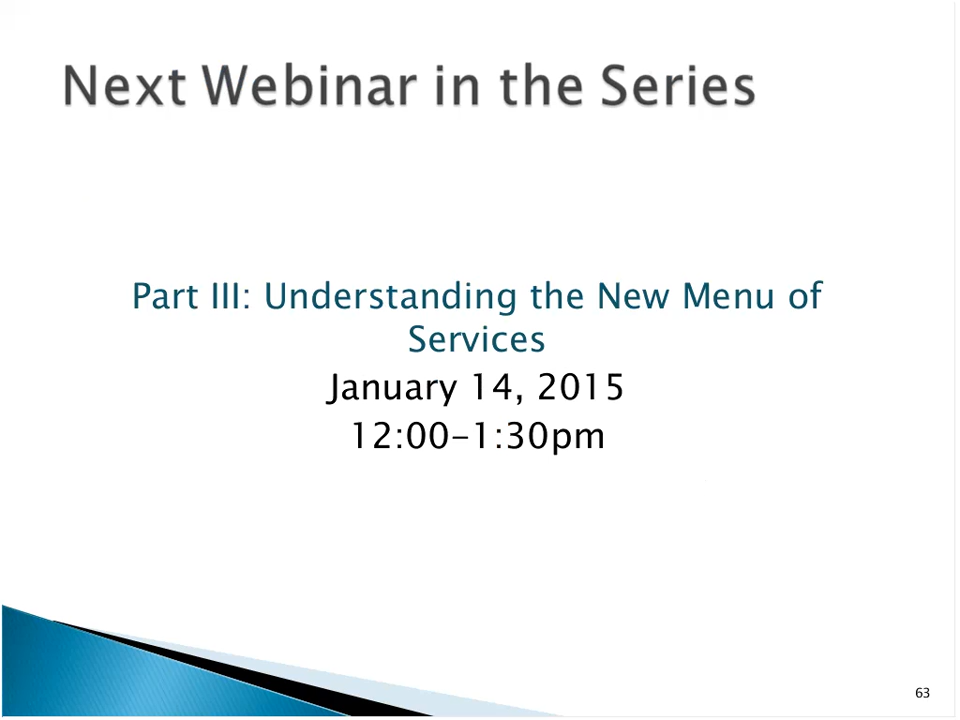 Next Webinar in the Series
Part III: Understanding the New Menu of
Services
January 14, 2015
12:00-1:30pm
63